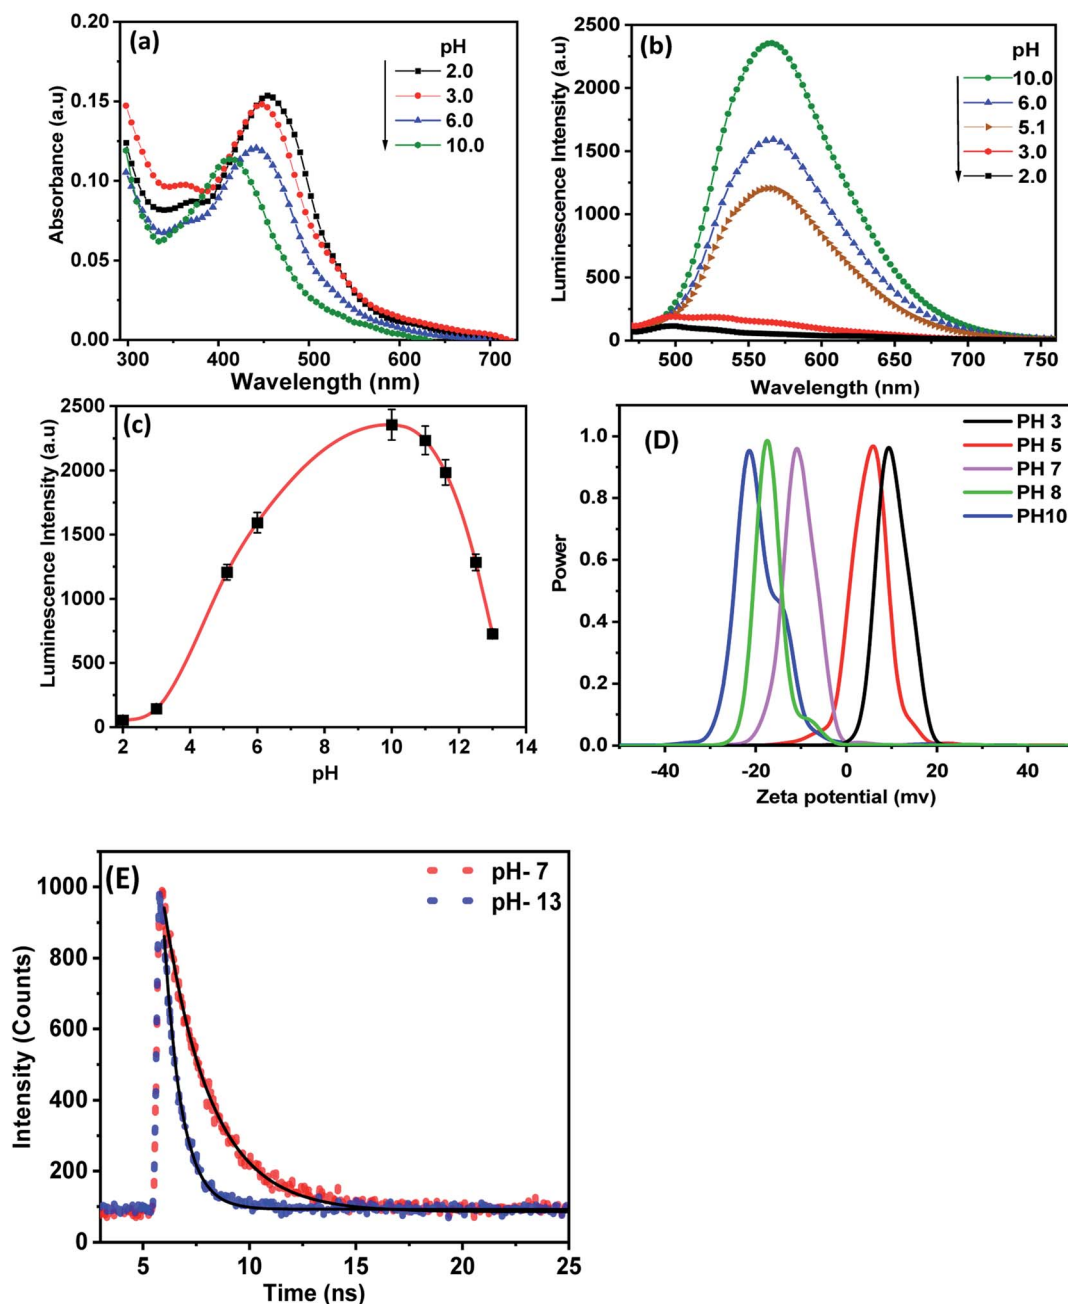 (a)
pH
2.0
3.0
6.0
10.0
0.20
0.15
0.10
0.05
0.00
Absorbance (a.u)
300 400 500 600 700
Wavelength (nm)
(b)
pH
10.0
6.0
5.1
3.0
2.0
2500
2000
1500
1000
500
0
Luminescence Intensity (a.u)
500 550 600 650 700 750
Wavelength (nm)
(c)
2500
2000
1500
1000
500
0
Luminescence Intensity (a.u)
2 4 6 8 10 12 14
pH
(D)
PH 3
PH 5
PH 7
PH 8
PH10
1.0
0.8
0.6
0.4
0.2
0.0
Power
-40 -20 0 20 40
Zeta potential (mv)
(E)
pH- 7
pH- 13
1000
800
600
400
200
0
Intensity (Counts)
5 10 15 20 25
Time (ns)